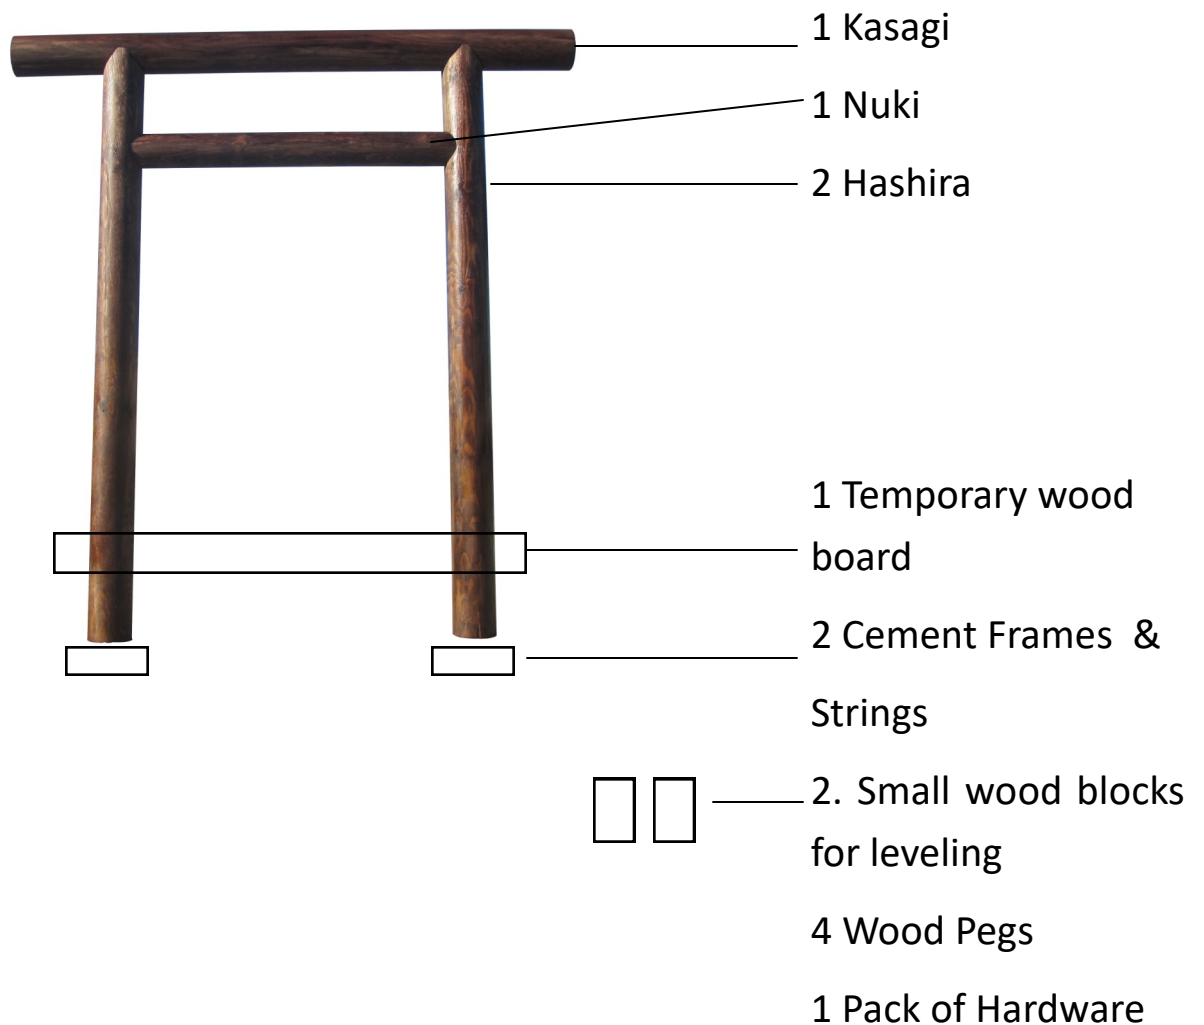 1 Kasagi
1 Nuki
2 Hashira
1 Temporary wood
board
2 Cement Frames &
Strings
2. Small wood blocks
for leveling
4 Wood Pegs
1 Pack of Hardware